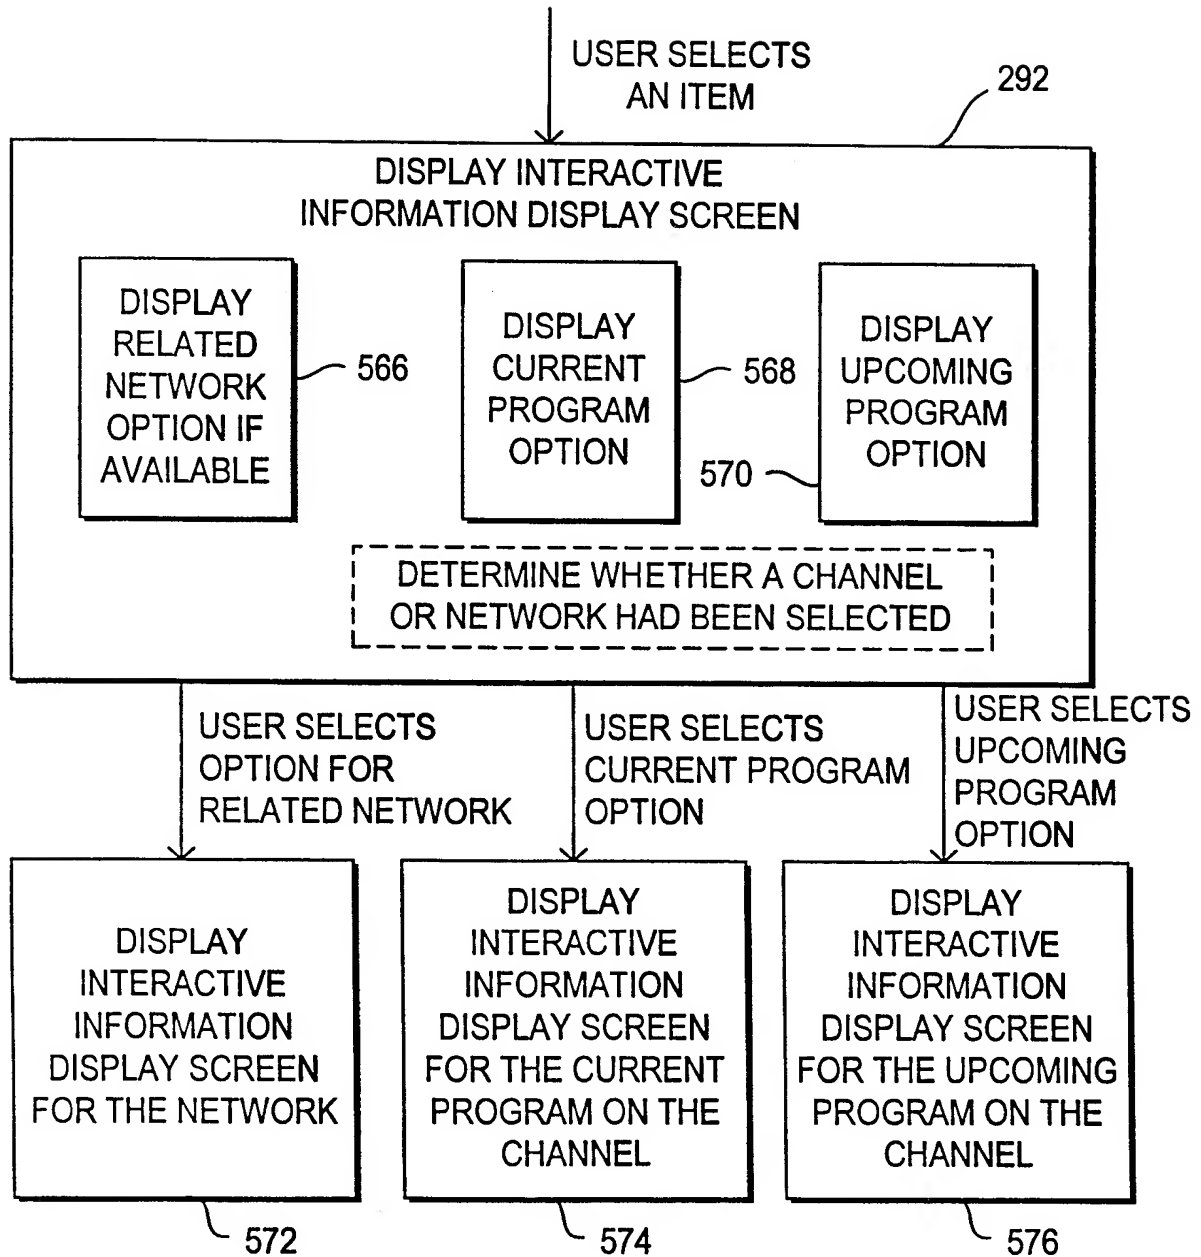 USER SELECTS
AN ITEM
292
DISPLAY INTERACTIVE
INFORMATION DISPLAY SCREEN
DISPLAY
RELATED
NETWORK
OPTION IF
AVAILABLE
566
DISPLAY
CURRENT
PROGRAM
OPTION
568
DISPLAY
UPCOMING
PROGRAM
OPTION
570
DETERMINE WHETHER A CHANNEL
OR NETWORK HAD BEEN SELECTED
USER SELECTS
OPTION FOR
RELATED NETWORK
USER SELECTS
CURRENT PROGRAM
OPTION
USER SELECTS
UPCOMING
PROGRAM
OPTION
DISPLAY
INTERACTIVE
INFORMATION
DISPLAY SCREEN
FOR THE NETWORK
572
DISPLAY
INTERACTIVE
INFORMATION
DISPLAY SCREEN
FOR THE CURRENT
PROGRAM ON THE
CHANNEL
574
DISPLAY
INTERACTIVE
INFORMATION
DISPLAY SCREEN
FOR THE UPCOMING
PROGRAM ON THE
CHANNEL
576